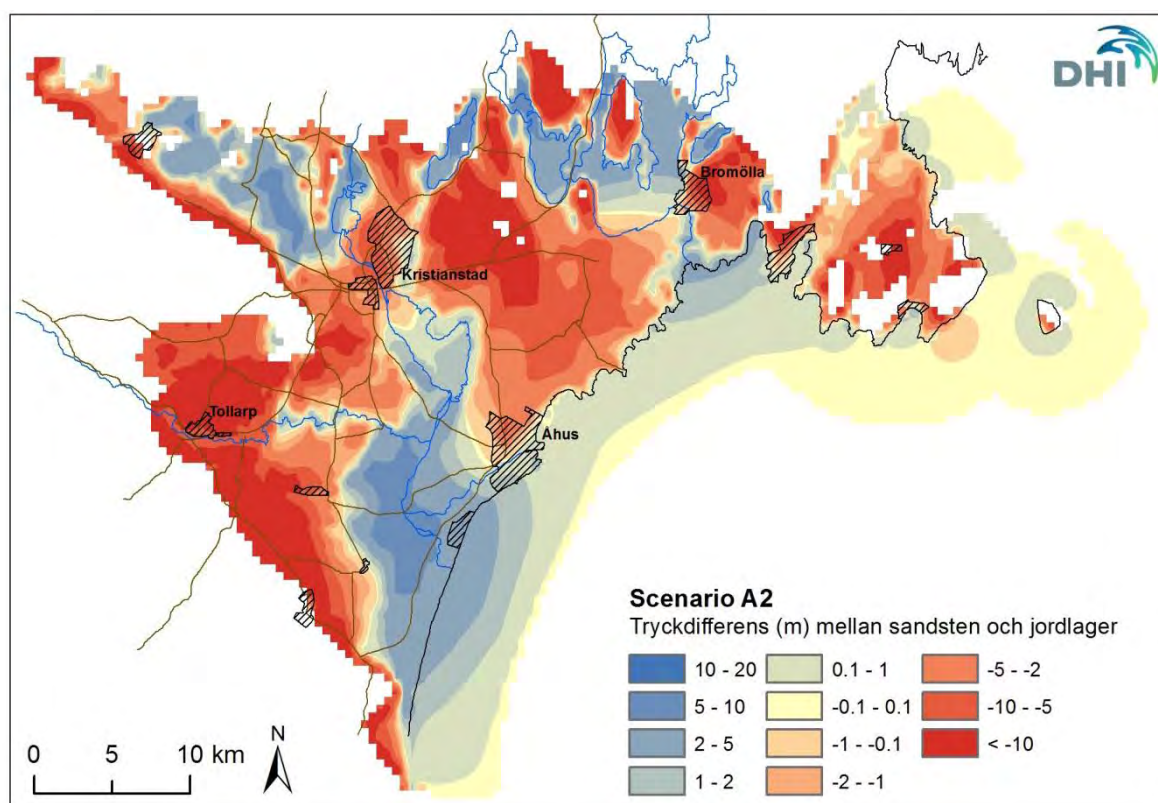 DHI
Bromölla
Kristianstad
Tollarp
Åhus
Scenario A2
Tryckdifferens (m) mellan sandsten och jordlager
10 - 20
0.1 - 1
-5 - -2
5 - 10
-0.1 - 0.1
-10 - -5
2 - 5
-1 - -0.1
< -10
1 - 2
-2 - -1
N
0 5 10 km